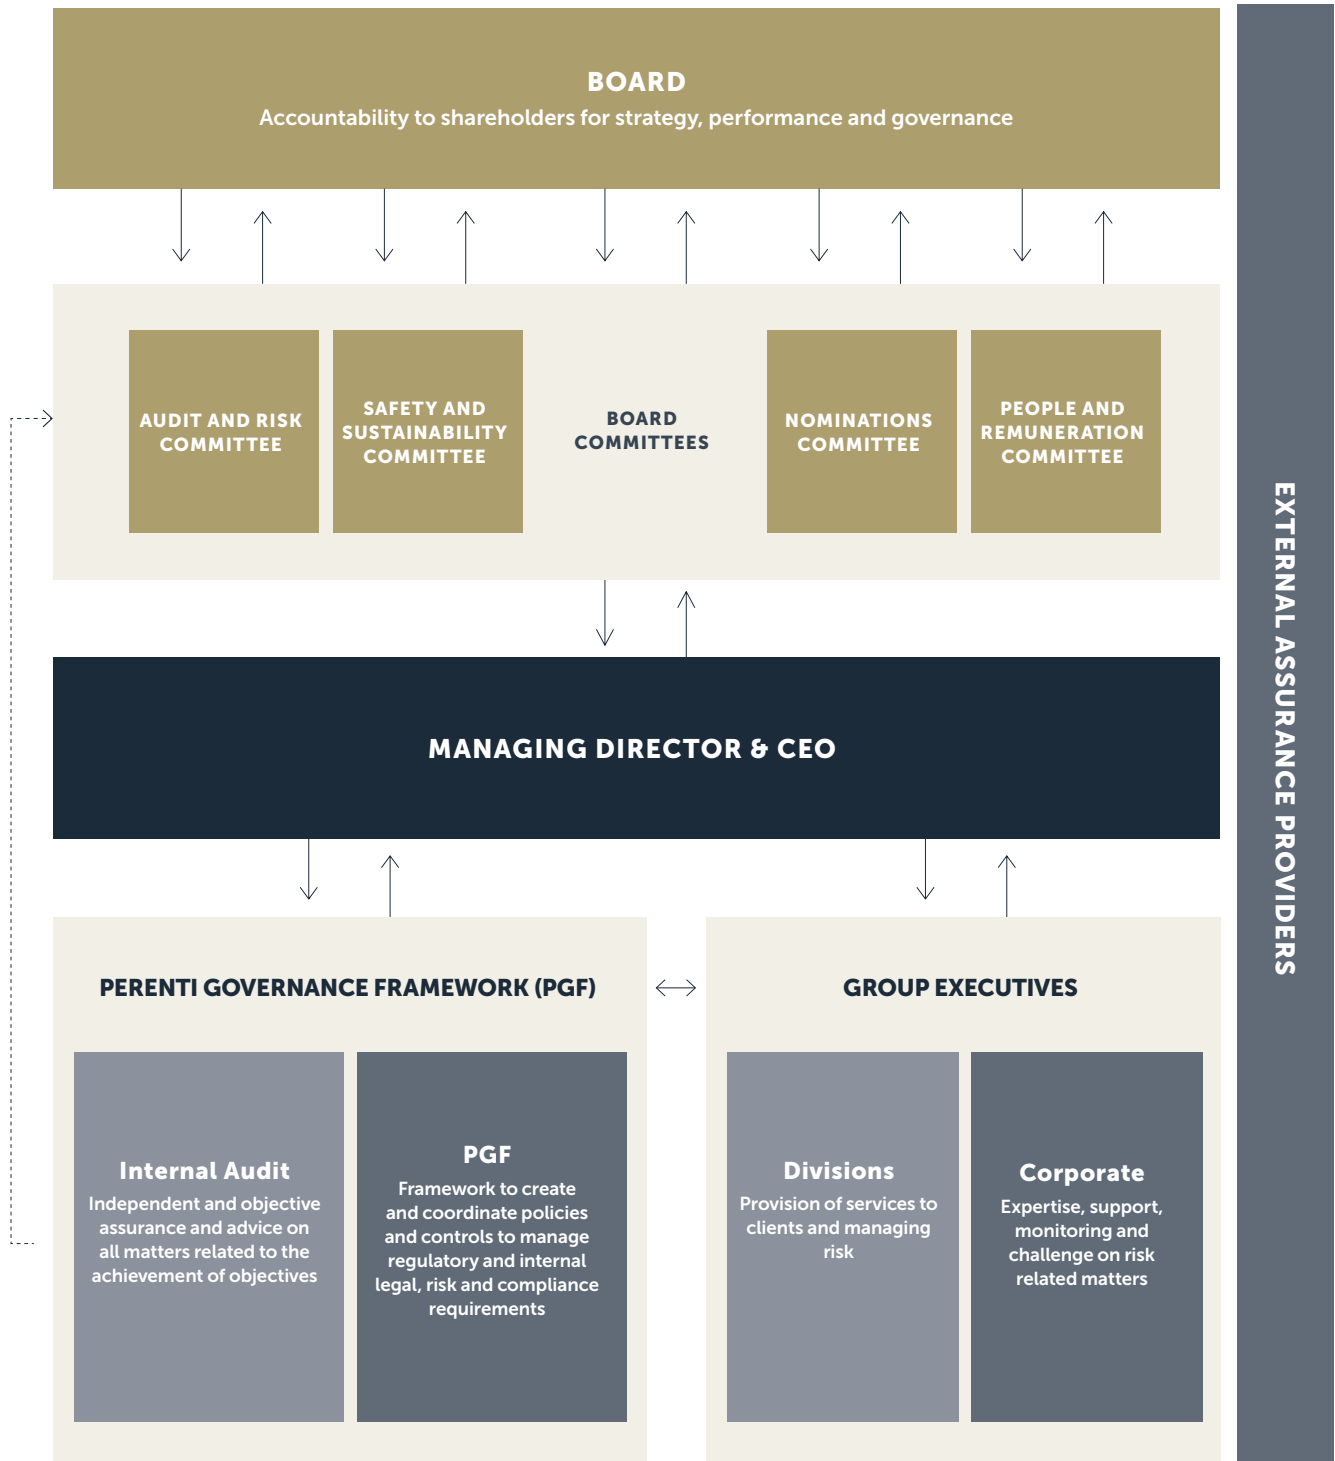 BOARD
Accountability to shareholders for strategy, performance and governance
AUDIT AND RISK
COMMITTEE
SAFETY AND
SUSTAINABILITY
COMMITTEE
BOARD
COMMITTEES
NOMINATIONS
COMMITTEE
PEOPLE AND
REMUNERATION
COMMITTEE
MANAGING DIRECTOR & CEO
PERENTI GOVERNANCE FRAMEWORK (PGF)
Internal Audit
Independent and objective
assurance and advice on
all matters related to the
achievement of objectives
PGF
Framework to create
and coordinate policies
and controls to manage
regulatory and internal
legal, risk and compliance
requirements
GROUP EXECUTIVES
Divisions
Provision of services to
clients and managing
risk
Corporate
Expertise, support,
monitoring and
challenge on risk
related matters
EXTERNAL ASSURANCE PROVIDERS